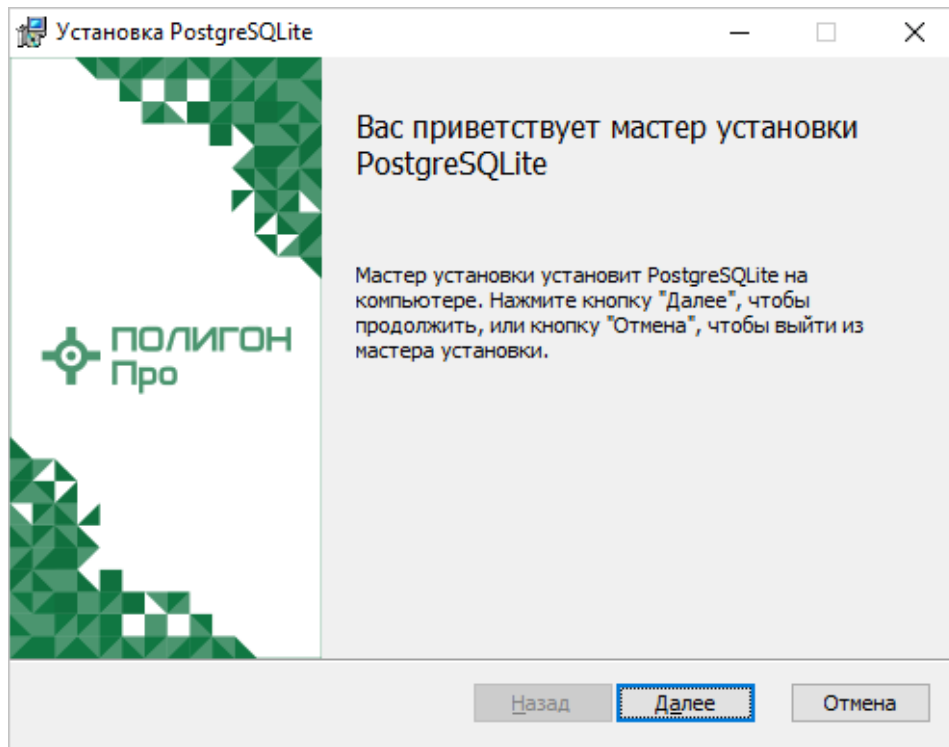 Установка PostgreSQLite
Вас приветствует мастер установки
PostgreSQLite
Мастер установки установит PostgreSQLite на
компьютере. Нажмите кнопку "Далее", чтобы
продолжить, или кнопку "Отмена", чтобы выйти из
мастера установки.
ПОЛИГОН
Про
Назад
Далее
Отмена